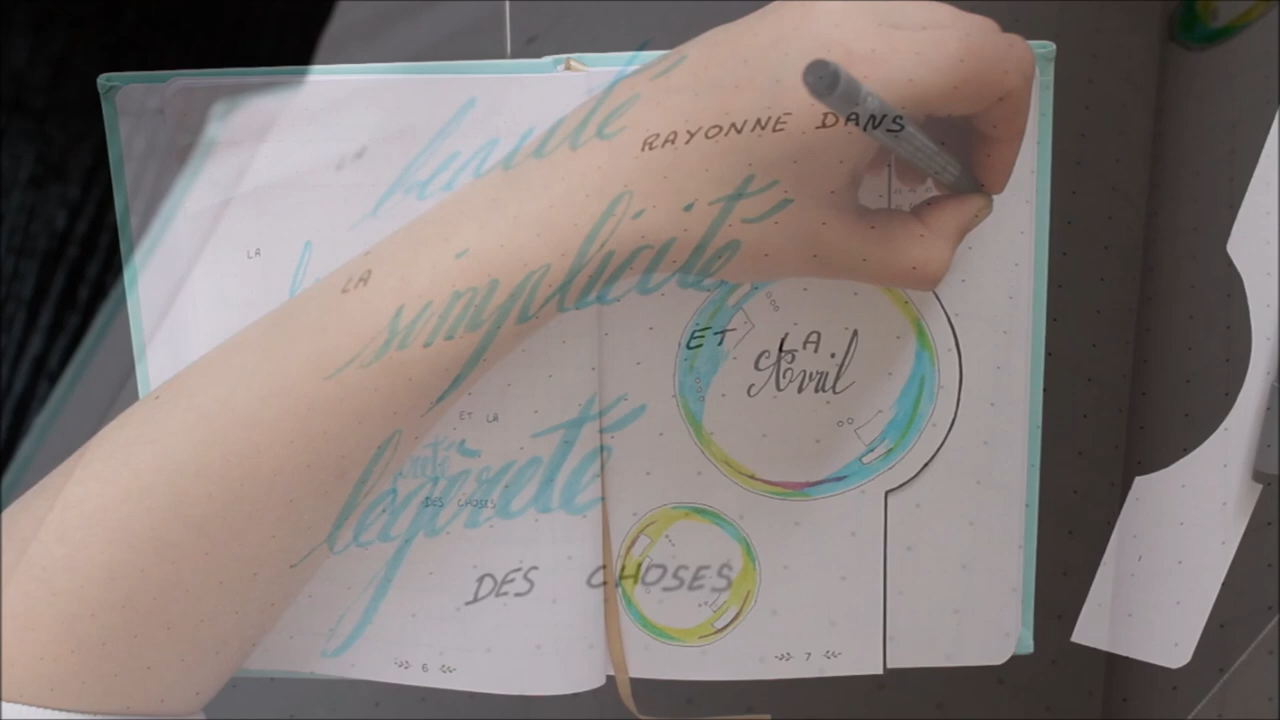 LA
beauté
RAYONNE DANS
LA
simplicité
ET LA
légèreté
DES CHOSES
Avril
LA
ET LA
DES CHOSES
6
7